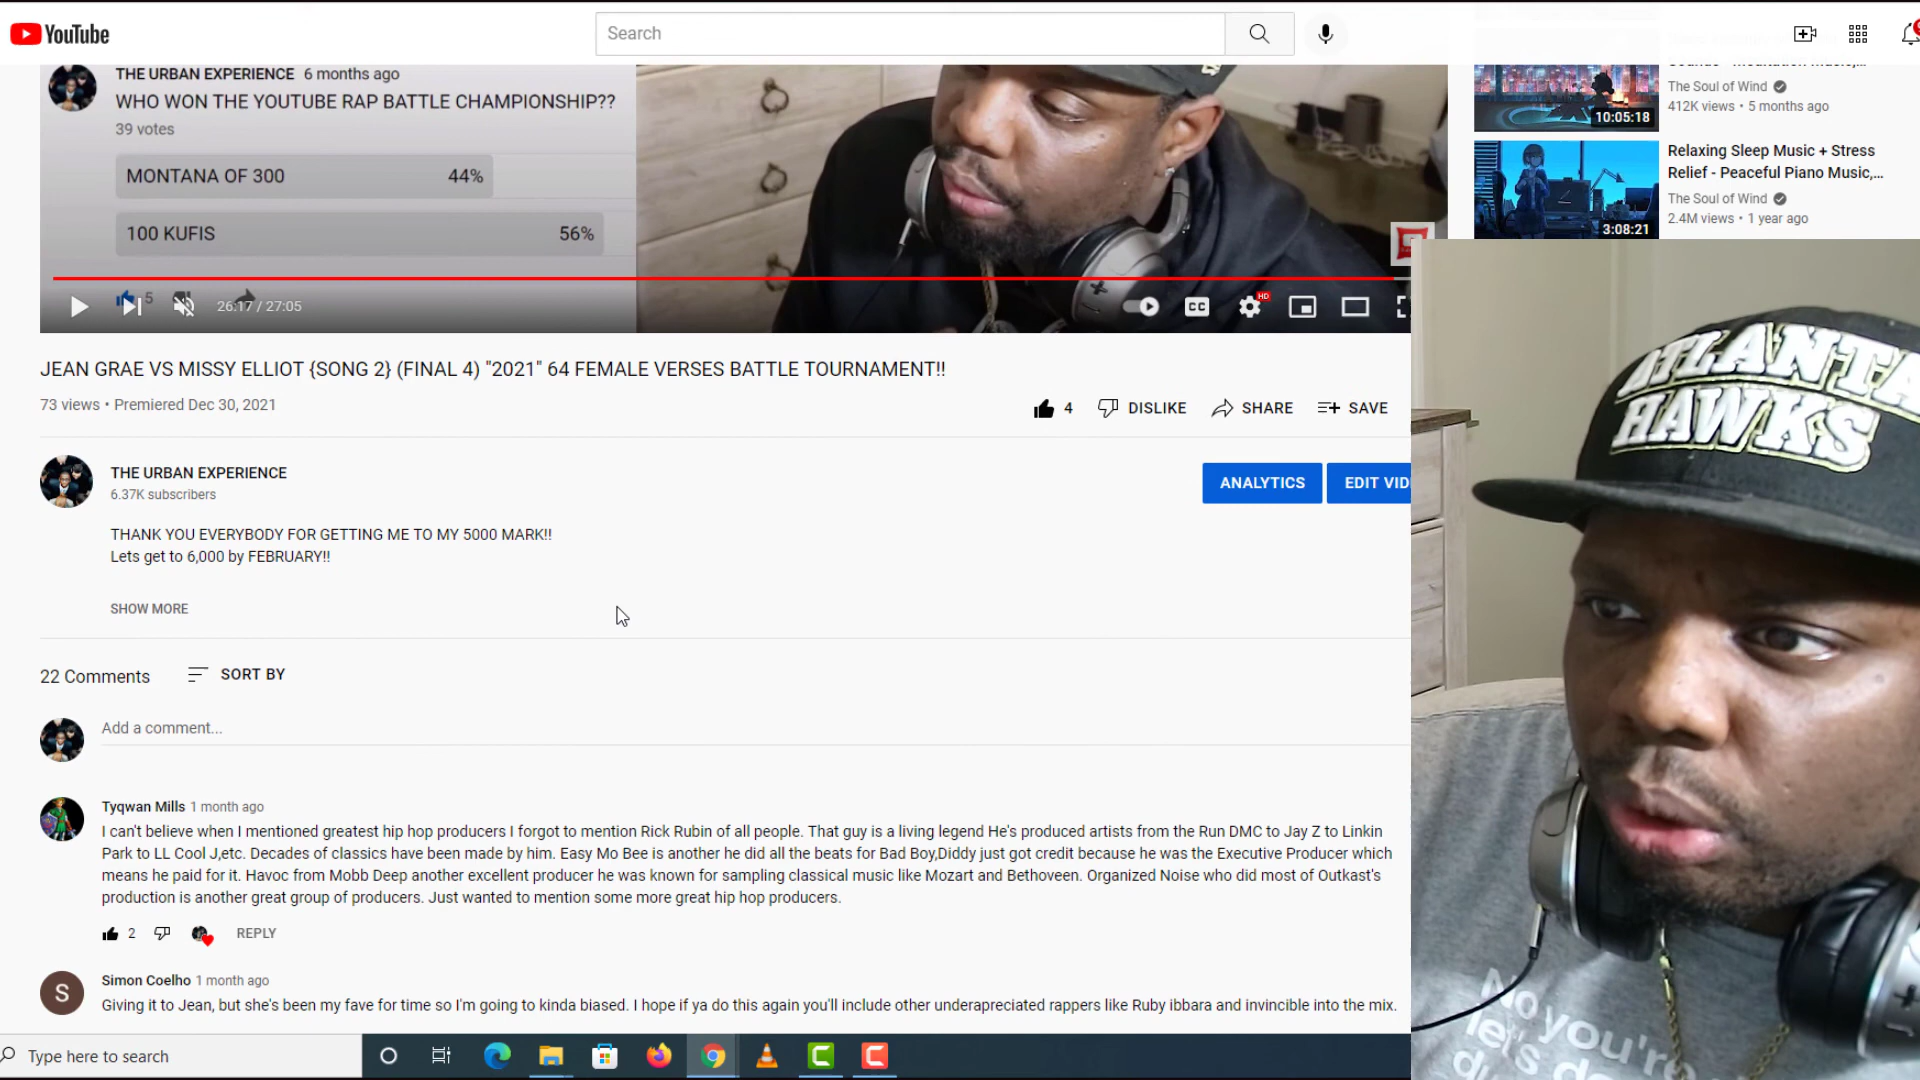 YouTube
Search
THE URBAN EXPERIENCE 6 months ago
WHO WON THE YOUTUBE RAP BATTLE CHAMPIONSHIP??
39 votes
MONTANA OF 300 44%
100 KUFIS 56%
5
26:17 / 27:05
CC
HD
The Soul of Wind
412K views • 5 months ago
10:05:18
Relaxing Sleep Music + Stress
Relief - Peaceful Piano Music,...
The Soul of Wind
2.4M views • 1 year ago
3:08:21
JEAN GRAE VS MISSY ELLIOT {SONG 2} (FINAL 4) "2021" 64 FEMALE VERSES BATTLE TOURNAMENT!!
73 views • Premiered Dec 30, 2021
4 DISLIKE SHARE SAVE
THE URBAN EXPERIENCE
6.37K subscribers
ANALYTICS EDIT VID
THANK YOU EVERYBODY FOR GETTING ME TO MY 5000 MARK!!
Lets get to 6,000 by FEBRUARY!!
SHOW MORE
22 Comments SORT BY
Add a comment...
Tyqwan Mills 1 month ago
I can't believe when I mentioned greatest hip hop producers I forgot to mention Rick Rubin of all people. That guy is a living legend He's produced artists from the Run DMC to Jay Z to Linkin
Park to LL Cool J,etc. Decades of classics have been made by him. Easy Mo Bee is another he did all the beats for Bad Boy,Diddy just got credit because he was the Executive Producer which
means he paid for it. Havoc from Mobb Deep another excellent producer he was known for sampling classical music like Mozart and Bethoveen. Organized Noise who did most of Outkast's
production is another great group of producers. Just wanted to mention some more great hip hop producers.
2 REPLY
S
Simon Coelho 1 month ago
Giving it to Jean, but she's been my fave for time so I'm going to kinda biased. I hope if ya do this again you'll include other underapreciated rappers like Ruby ibbara and invincible into the mix.
Type here to search
ATLANTA
HAWKS
No you're
let's do